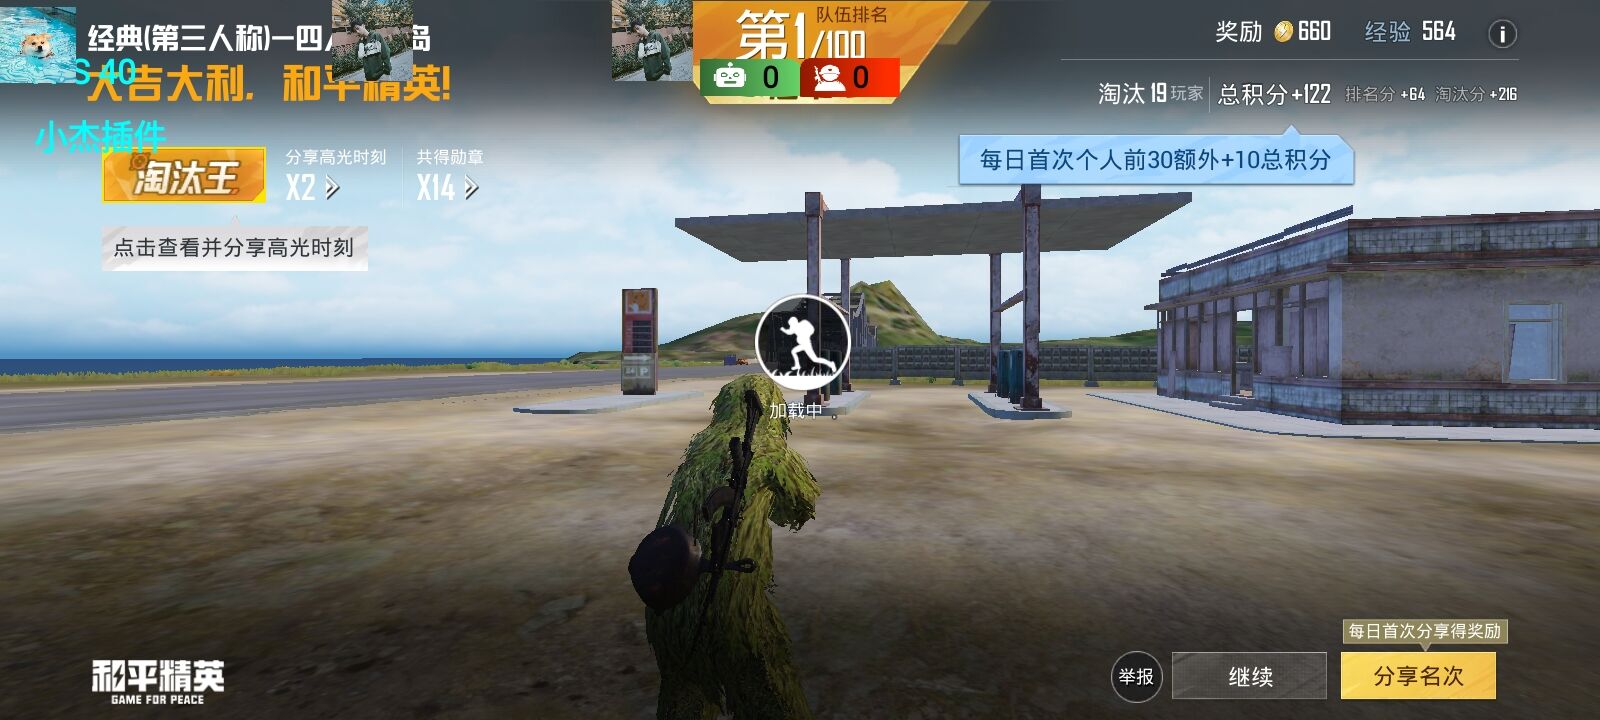 经典(第三人称)—四人 岛
S 40
大吉大利，和平精英!
小杰插件
淘汰王
分享高光时刻
X2
共得勋章
X14
点击查看并分享高光时刻
队伍排名
第1/100
0
0
奖励 660 经验 564
淘汰 19 玩家 总积分+122 排名分+64 淘汰分+216
每日首次个人前30额外+10总积分
加载中
和平精英
GAME FOR PEACE
每日首次分享得奖励
举报
继续
分享名次